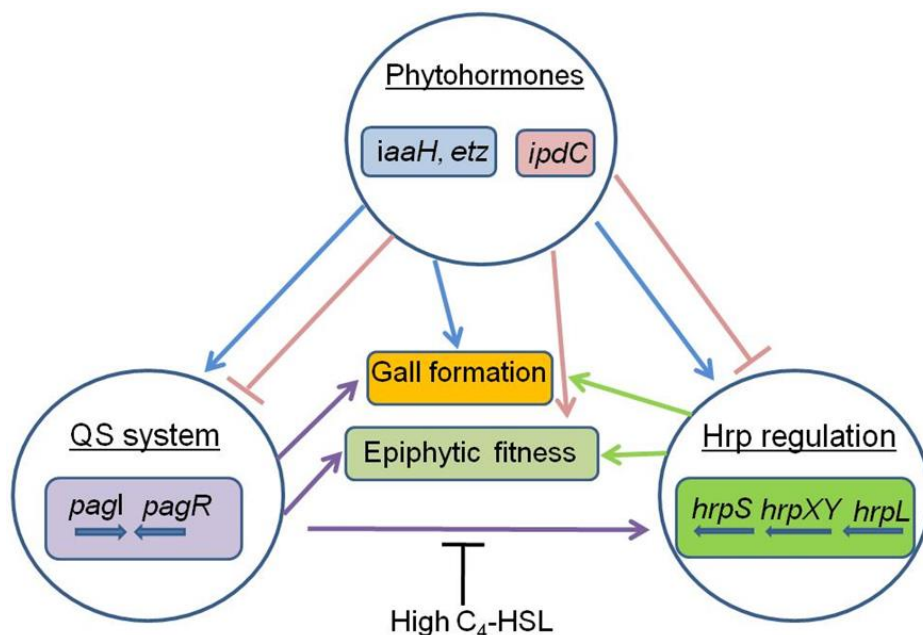 Phytohormones
iaaH, etz
ipdC
Gall formation
QS system
Hrp regulation
Epiphytic fitness
pagI pagR
hrpS hrpXY hrpL
High C₄-HSL